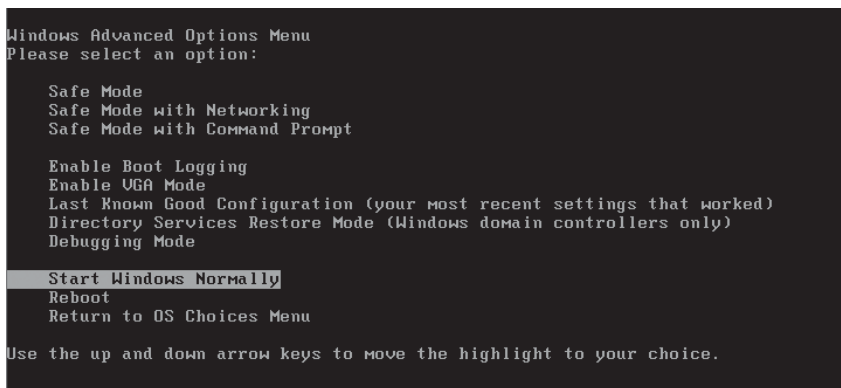 Windows Advanced Options Menu
Please select an option:
Safe Mode
Safe Mode with Networking
Safe Mode with Command Prompt
Enable Boot Logging
Enable VGA Mode
Last Known Good Configuration (your most recent settings that worked)
Directory Services Restore Mode (Windows domain controllers only)
Debugging Mode
Start Windows Normally
Reboot
Return to OS Choices Menu
Use the up and down arrow keys to move the highlight to your choice.